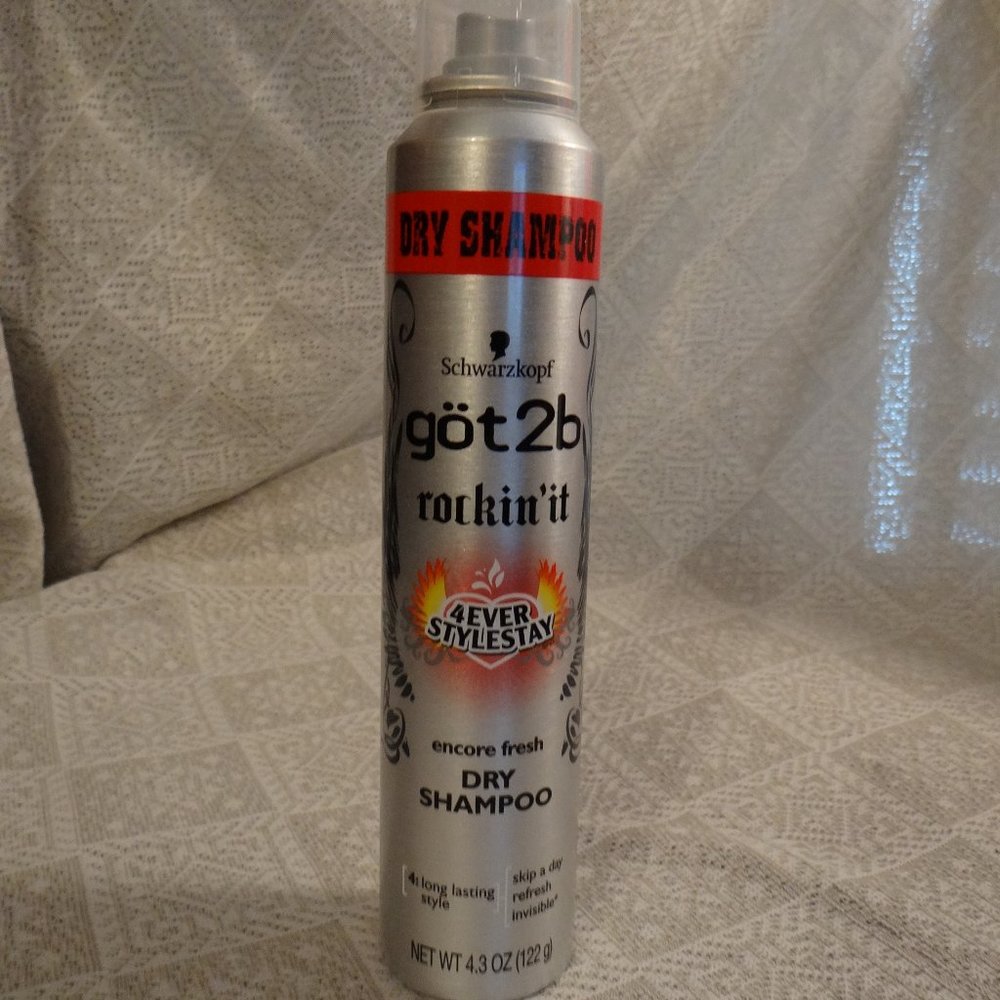 DRY SHAMPOO
Schwarzkopf
göt2b
rockin'it
4EVER
STYLESTAY
encore fresh
DRY
SHAMPOO
4: long lasting
style
skip a day
refresh
invisible*
NET WT 4.3 OZ (122 g)